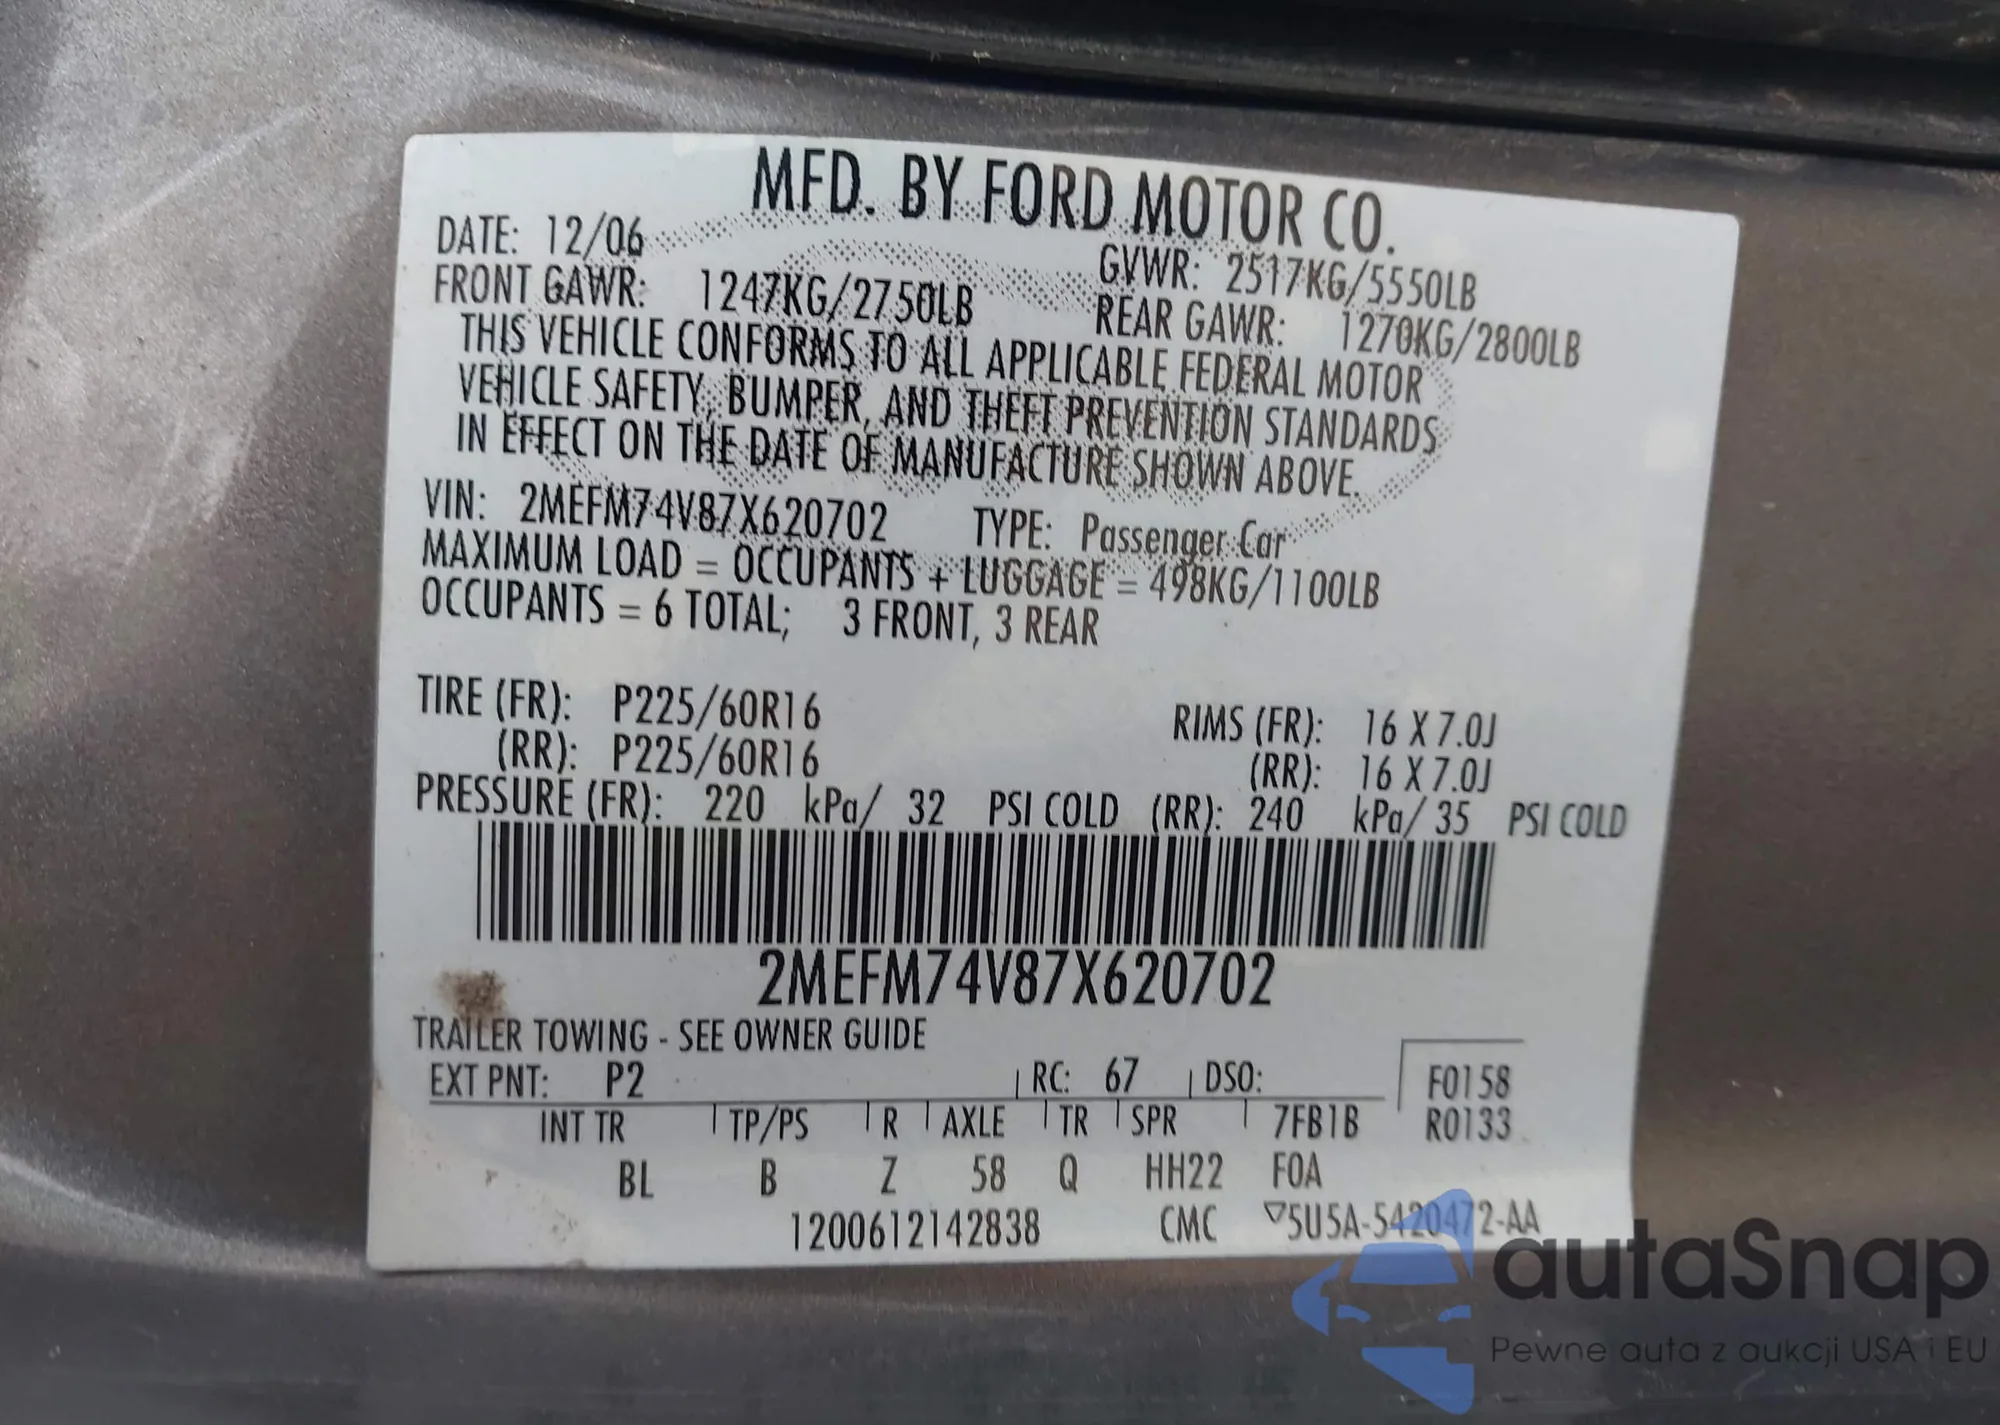 MFD. BY FORD MOTOR CO.
DATE: 12/06 GVWR: 2517KG/5550LB
FRONT GAWR: 1247KG/2750LB REAR GAWR: 1270KG/2800LB
THIS VEHICLE CONFORMS TO ALL APPLICABLE FEDERAL MOTOR
VEHICLE SAFETY, BUMPER, AND THEFT PREVENTION STANDARDS
IN EFFECT ON THE DATE OF MANUFACTURE SHOWN ABOVE.
VIN: 2MEFM74V87X620702 TYPE: Passenger Car
MAXIMUM LOAD = OCCUPANTS + LUGGAGE = 498KG/1100LB
OCCUPANTS = 6 TOTAL; 3 FRONT, 3 REAR
TIRE (FR): P225/60R16 RIMS (FR): 16 X 7.0J
(RR): P225/60R16 (RR): 16 X 7.0J
PRESSURE (FR): 220 kPa/ 32 PSI COLD (RR): 240 kPa/ 35 PSI COLD
2MEFM74V87X620702
TRAILER TOWING - SEE OWNER GUIDE
EXT PNT: P2 RC: 67 DSO: F0158
INT TR TP/PS R AXLE TR SPR 7FB1B R0133
BL B Z 58 Q HH22 F0A
1200612142838 CMC ▽5U5A-5420472-AA
autaSnap
Pewne auta z aukcji USA i EU